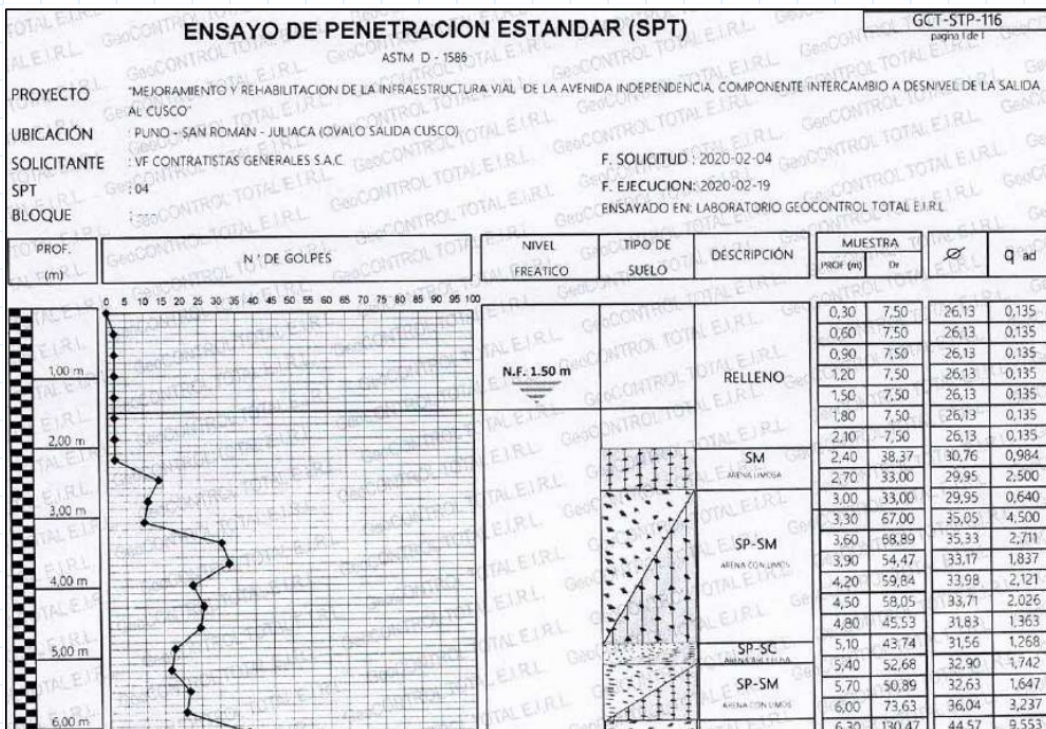 ENSAYO DE PENETRACION ESTANDAR (SPT)
GCT-STP-116
pagina 1 de 1
ASTM D - 1586
PROYECTO "MEJORAMIENTO Y REHABILITACION DE LA INFRAESTRUCTURA VIAL DE LA AVENIDA INDEPENDENCIA, COMPONENTE INTERCAMBIO A DESNIVEL DE LA SALIDA
AL CUSCO"
UBICACIÓN : PUNO - SAN ROMAN - JULIACA (OVALO SALIDA CUSCO)
SOLICITANTE : VF CONTRATISTAS GENERALES S.A.C. F. SOLICITUD : 2020-02-04
SPT : 04 F. EJECUCION: 2020-02-19
BLOQUE : ENSAYADO EN: LABORATORIO GEOCONTROL TOTAL E.I.R.L.
PROF. (m) N° DE GOLPES NIVEL FREATICO TIPO DE SUELO DESCRIPCIÓN MUESTRA PROF (m) Dr Ø q ad
0 5 10 15 20 25 30 35 40 45 50 55 60 65 70 75 80 85 90 95 100
0,30 7,50 26,13 0,135
0,60 7,50 26,13 0,135
0,90 7,50 26,13 0,135
1,00 m N.F. 1.50 m RELLENO 1,20 7,50 26,13 0,135
1,50 7,50 26,13 0,135
1,80 7,50 26,13 0,135
2,00 m 2,10 7,50 26,13 0,135
SM 2,40 38,37 30,76 0,984
ARENA LIMOSA 2,70 33,00 29,95 2,500
3,00 m 3,00 33,00 29,95 0,640
3,30 67,00 35,05 4,500
SP-SM 3,60 68,89 35,33 2,711
ARENA CON LIMOS 3,90 54,47 33,17 1,837
4,00 m 4,20 59,84 33,98 2,121
4,50 58,05 33,71 2,026
4,80 45,53 31,83 1,363
5,00 m SP-SC 5,10 43,74 31,56 1,268
5,40 52,68 32,90 1,742
SP-SM 5,70 50,89 32,63 1,647
ARENA CON LIMOS 6,00 73,63 36,04 3,237
6,00 m 6,30 130,47 44,57 9,553
GeoCONTROL TOTAL E.I.R.L.